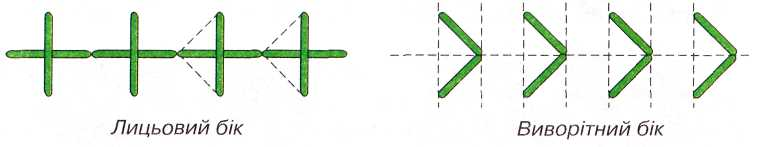 Лицьовий бік
Виворітний бік